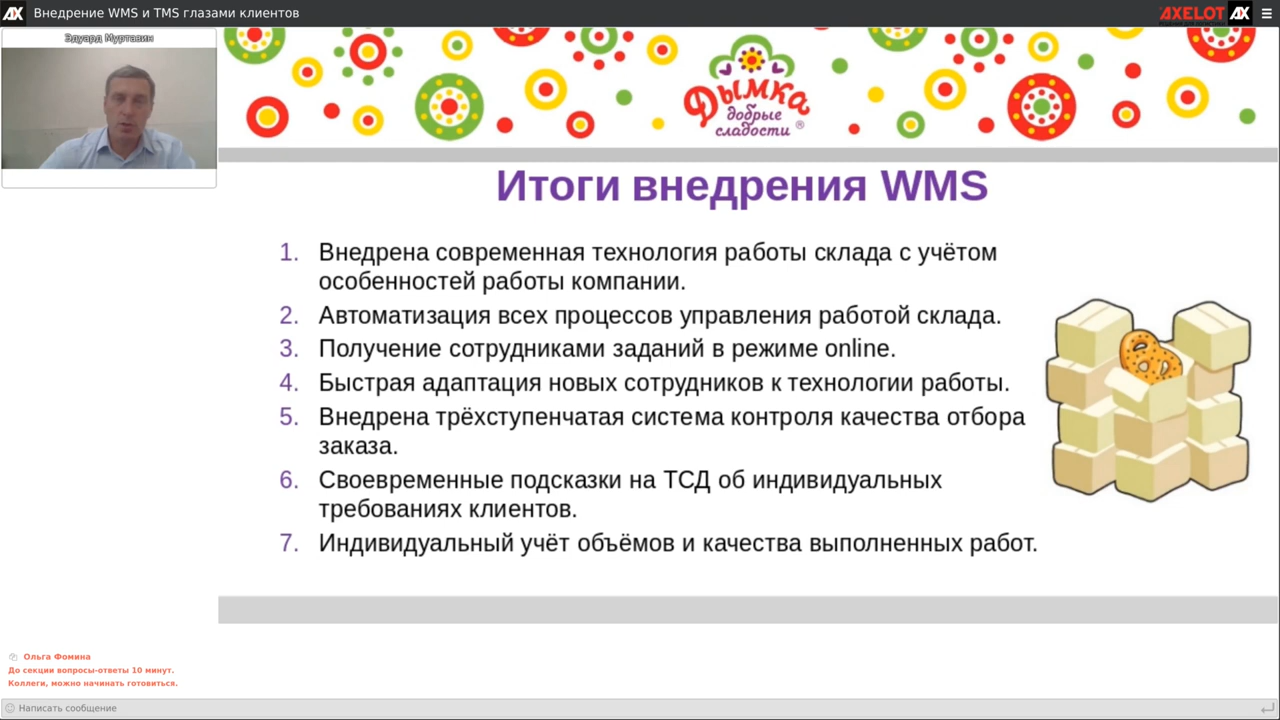 Внедрение WMS и TMS глазами клиентов
AXELOT
Эдуард Муртавин
Дымка
добрые
сладости ®
Итоги внедрения WMS
1. Внедрена современная технология работы склада с учётом
особенностей работы компании.
2. Автоматизация всех процессов управления работой склада.
3. Получение сотрудниками заданий в режиме online.
4. Быстрая адаптация новых сотрудников к технологии работы.
5. Внедрена трёхступенчатая система контроля качества отбора
заказа.
6. Своевременные подсказки на ТСД об индивидуальных
требованиях клиентов.
7. Индивидуальный учёт объёмов и качества выполненных работ.
Ольга Фомина
До секции вопросы-ответы 10 минут.
Коллеги, можно начинать готовиться.
Написать сообщение